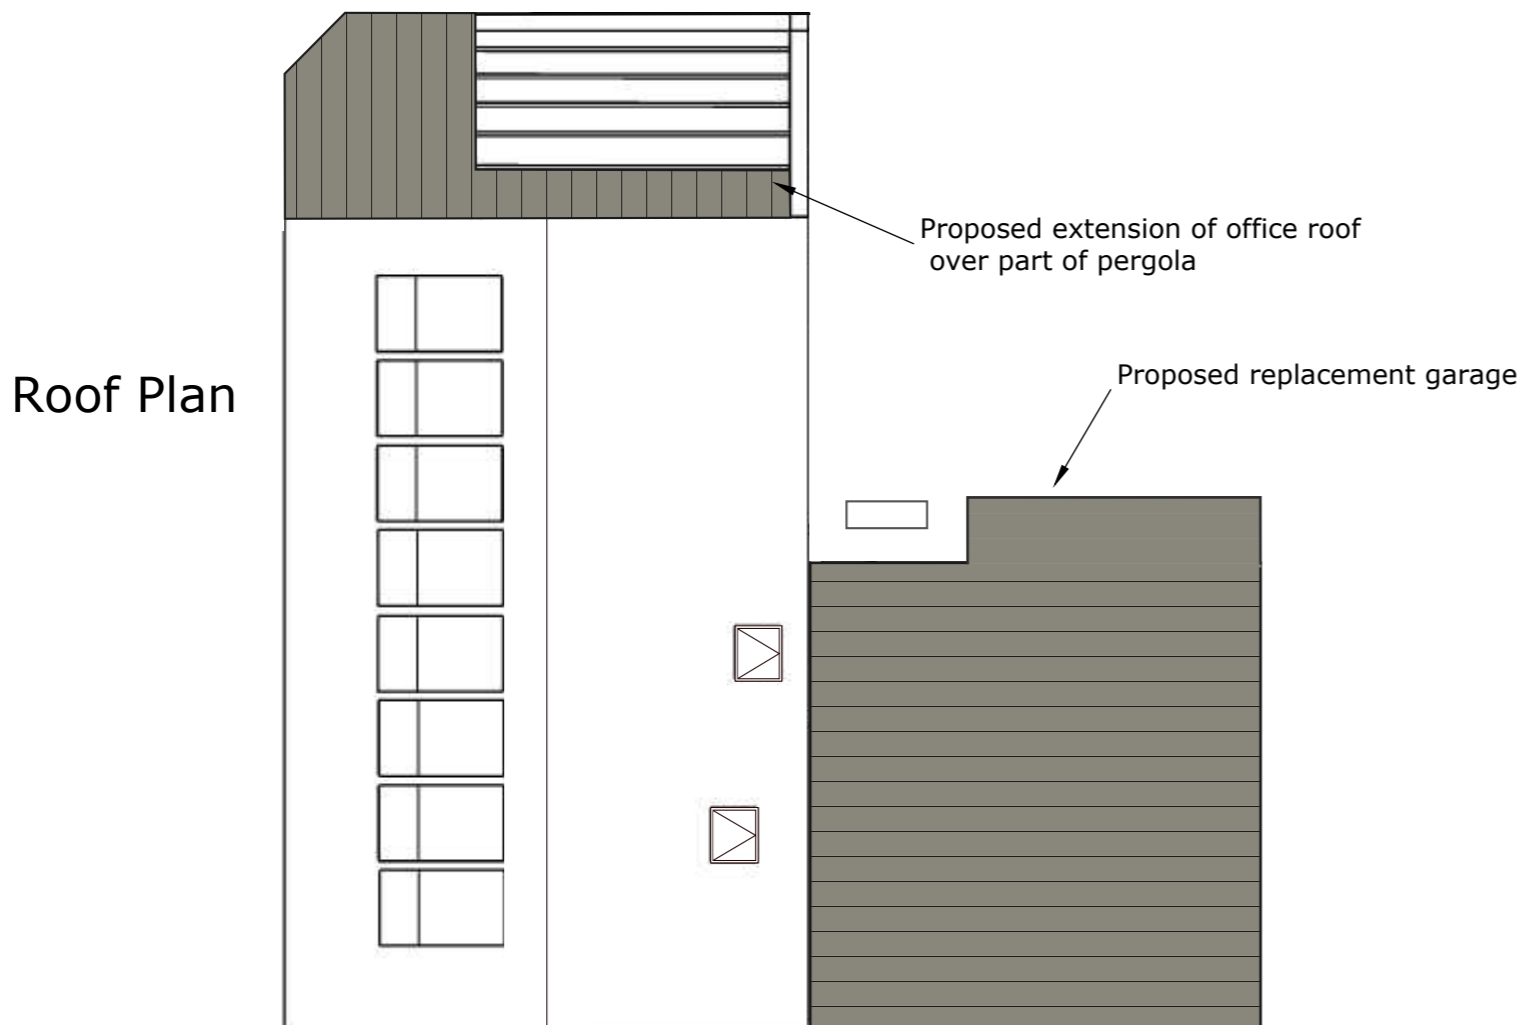 Proposed extension of office roof
over part of pergola
Roof Plan
Proposed replacement garage